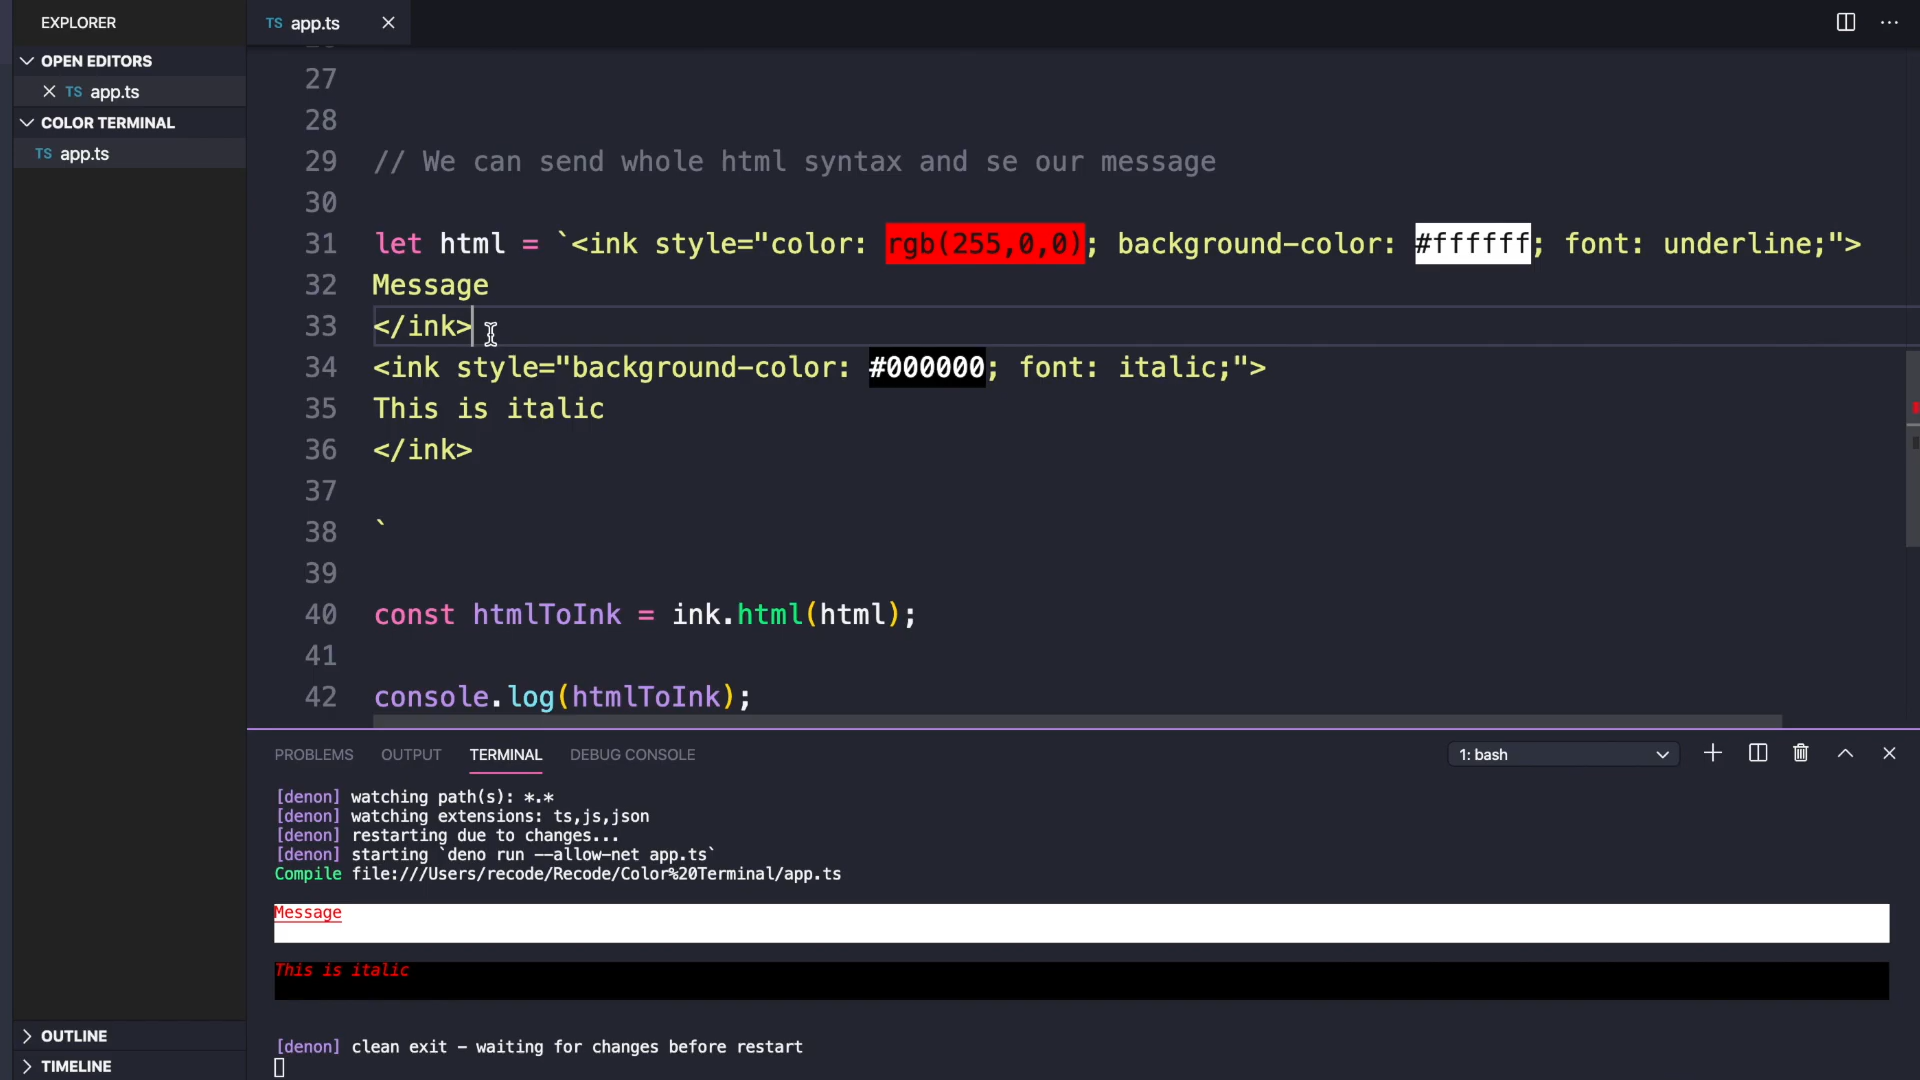 EXPLORER
OPEN EDITORS
TS app.ts
COLOR TERMINAL
TS app.ts
OUTLINE
TIMELINE
TS app.ts
27
28
29 // We can send whole html syntax and se our message
30
31 let html = `<ink style="color: rgb(255,0,0); background-color: #ffffff; font: underline;">
32 Message
33 </ink>
34 <ink style="background-color: #000000; font: italic;">
35 This is italic
36 </ink>
37
38 `
39
40 const htmlToInk = ink.html(html);
41
42 console.log(htmlToInk);
PROBLEMS OUTPUT TERMINAL DEBUG CONSOLE 1: bash
[denon] watching path(s): *.*
[denon] watching extensions: ts,js,json
[denon] restarting due to changes...
[denon] starting `deno run --allow-net app.ts`
Compile file:///Users/recode/Recode/Color%20Terminal/app.ts
Message
This is italic
[denon] clean exit - waiting for changes before restart